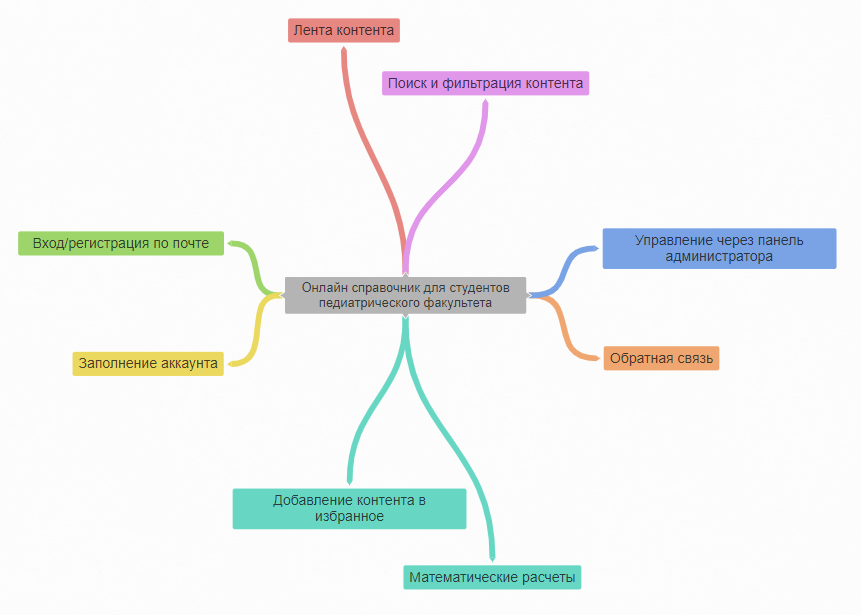 Лента контента
Поиск и фильтрация контента
Вход/регистрация по почте
Управление через панель
администратора
Онлайн справочник для студентов
педиатрического факультета
Заполнение аккаунта
Обратная связь
Добавление контента в
избранное
Математические расчеты